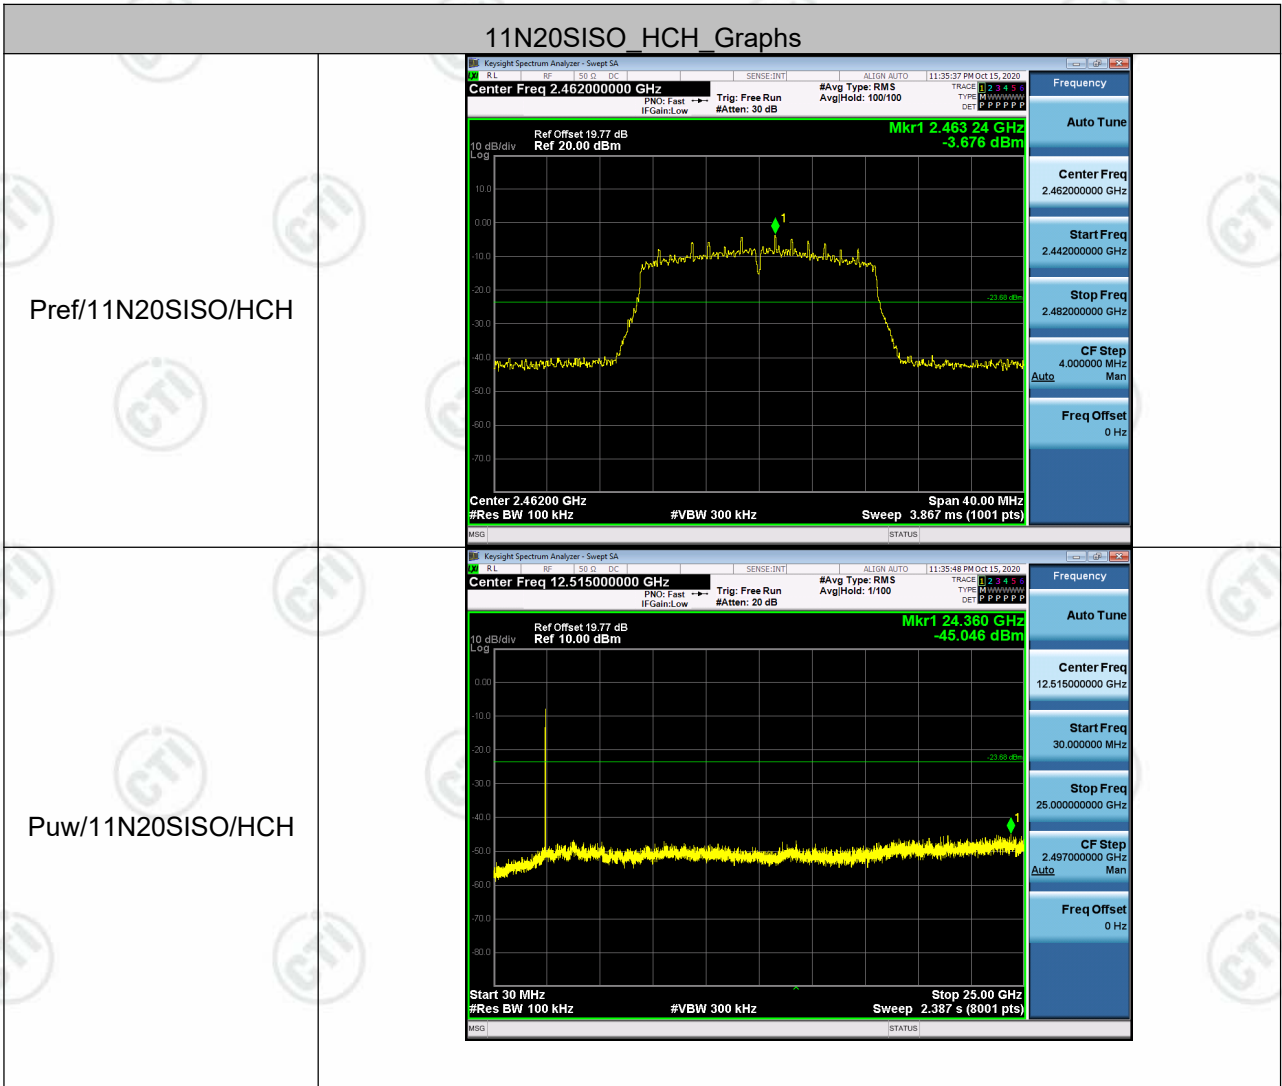 11N20SISO_HCH_Graphs
Pref/11N20SISO/HCH
Keysight Spectrum Analyzer - Swept SA
RL RF 50 Ω DC SENSE:INT ALIGN AUTO 11:35:37 PM Oct 15, 2020
Center Freq 2.462000000 GHz
PNO: Fast
IFGain:Low
Trig: Free Run
#Atten: 30 dB
#Avg Type: RMS
Avg|Hold: 100/100
TRACE 1 2 3 4 5 6
TYPE M W W W W W
DET P P P P P P
Ref Offset 19.77 dB
Ref 20.00 dBm
10 dB/div
Log
Mkr1 2.463 24 GHz
-3.676 dBm
10.0
0.00
-10.0
-20.0
-30.0
-40.0
-50.0
-60.0
-70.0
1
-23.68 dBm
Center 2.46200 GHz
#Res BW 100 kHz
#VBW 300 kHz
Span 40.00 MHz
Sweep 3.867 ms (1001 pts)
MSG STATUS
Frequency
Auto Tune
Center Freq
2.462000000 GHz
Start Freq
2.442000000 GHz
Stop Freq
2.482000000 GHz
CF Step
4.000000 MHz
Auto Man
Freq Offset
0 Hz
Puw/11N20SISO/HCH
Keysight Spectrum Analyzer - Swept SA
RL RF 50 Ω DC SENSE:INT ALIGN AUTO 11:35:48 PM Oct 15, 2020
Center Freq 12.515000000 GHz
PNO: Fast
IFGain:Low
Trig: Free Run
#Atten: 20 dB
#Avg Type: RMS
Avg|Hold: 1/100
TRACE 1 2 3 4 5 6
TYPE M W W W W W
DET P P P P P P
Ref Offset 19.77 dB
Ref 10.00 dBm
10 dB/div
Log
Mkr1 24.360 GHz
-45.046 dBm
0.00
-10.0
-20.0
-30.0
-40.0
-50.0
-60.0
-70.0
-80.0
1
-23.68 dBm
Start 30 MHz
#Res BW 100 kHz
#VBW 300 kHz
Stop 25.00 GHz
Sweep 2.387 s (8001 pts)
MSG STATUS
Frequency
Auto Tune
Center Freq
12.515000000 GHz
Start Freq
30.000000 MHz
Stop Freq
25.000000000 GHz
CF Step
2.497000000 GHz
Auto Man
Freq Offset
0 Hz
CTI
CTI
CTI
CTI
CTI
CTI
CTI